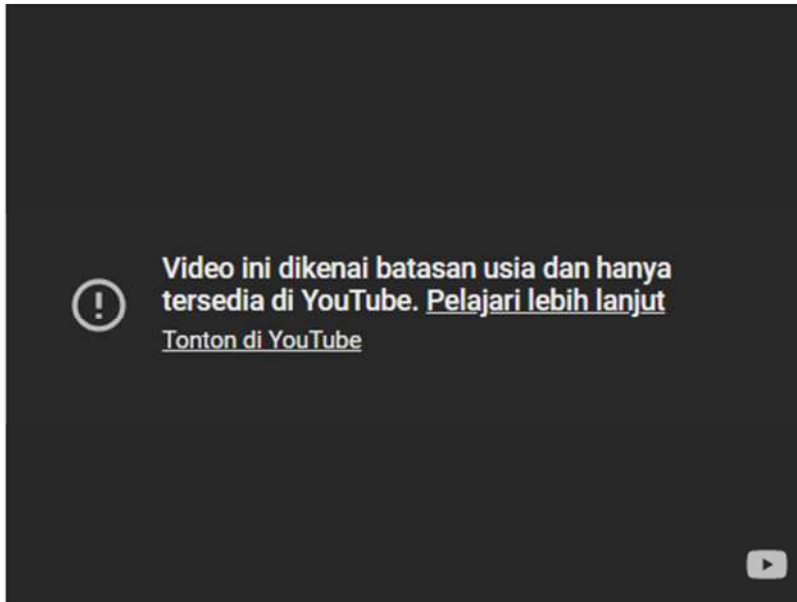 Video ini dikenai batasan usia dan hanya
tersedia di YouTube. Pelajari lebih lanjut
Tonton di YouTube